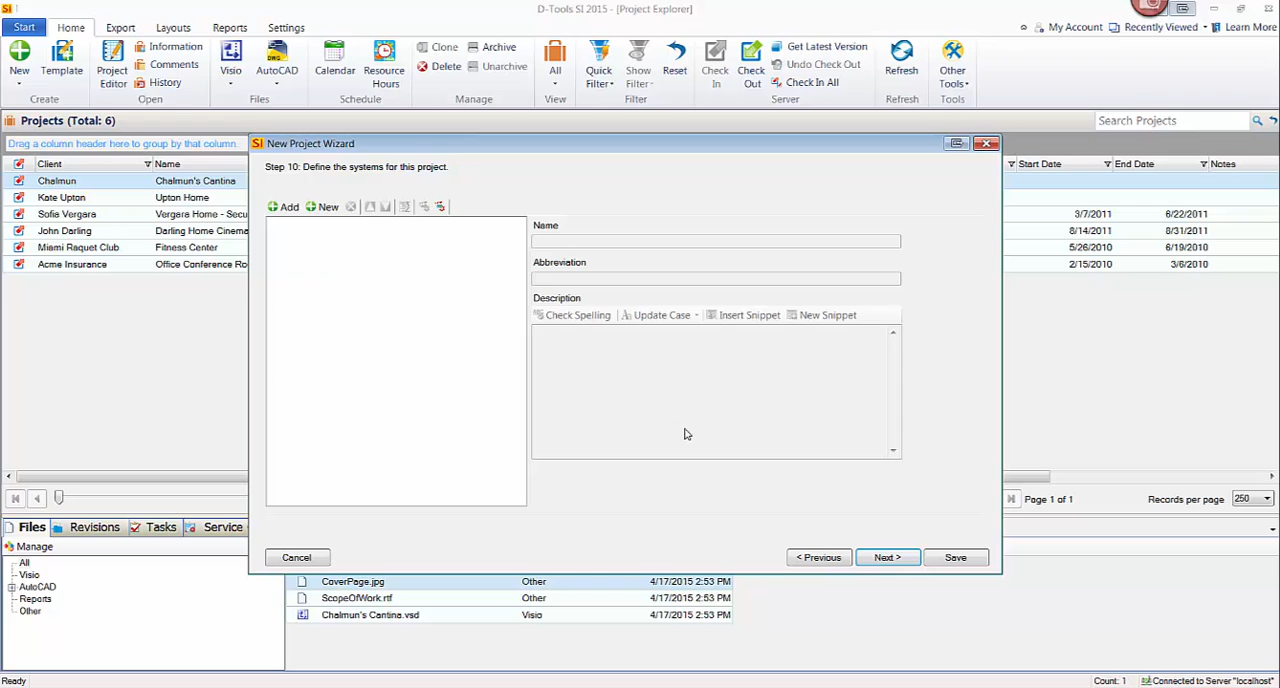 D-Tools SI 2015 - [Project Explorer]
Start Home Export Layouts Reports Settings
My Account Recently Viewed Learn More
New Template
Create
Project Editor
Information
Comments
History
Open
Visio AutoCAD
Files
Calendar Resource Hours
Schedule
Clone Archive
Delete Unarchive
Manage
All
View
Quick Filter Show Filter Reset
Filter
Check In Check Out
Get Latest Version
Undo Check Out
Check In All
Server
Refresh
Refresh
Other Tools
Tools
Projects (Total: 6)
Search Projects
Drag a column header here to group by that column.
Client Name Start Date End Date Notes
Chalmun Chalmun's Cantina
Kate Upton Upton Home
Sofia Vergara Vergara Home - Secu 3/7/2011 6/22/2011
John Darling Darling Home Cinema 8/14/2011 8/31/2011
Miami Raquet Club Fitness Center 5/26/2010 6/19/2010
Acme Insurance Office Conference Ro 2/15/2010 3/6/2010
SI New Project Wizard
Step 10: Define the systems for this project.
Add New
Name
Abbreviation
Description
Check Spelling Update Case Insert Snippet New Snippet
Cancel < Previous Next > Save
Page 1 of 1 Records per page 250
Files Revisions Tasks Service
Manage
All
Visio
AutoCAD
Reports
Other
CoverPage.jpg Other 4/17/2015 2:53 PM
ScopeOfWork.rtf Other 4/17/2015 2:53 PM
Chalmun's Cantina.vsd Visio 4/17/2015 2:53 PM
Ready Count: 1 Connected to Server "localhost"